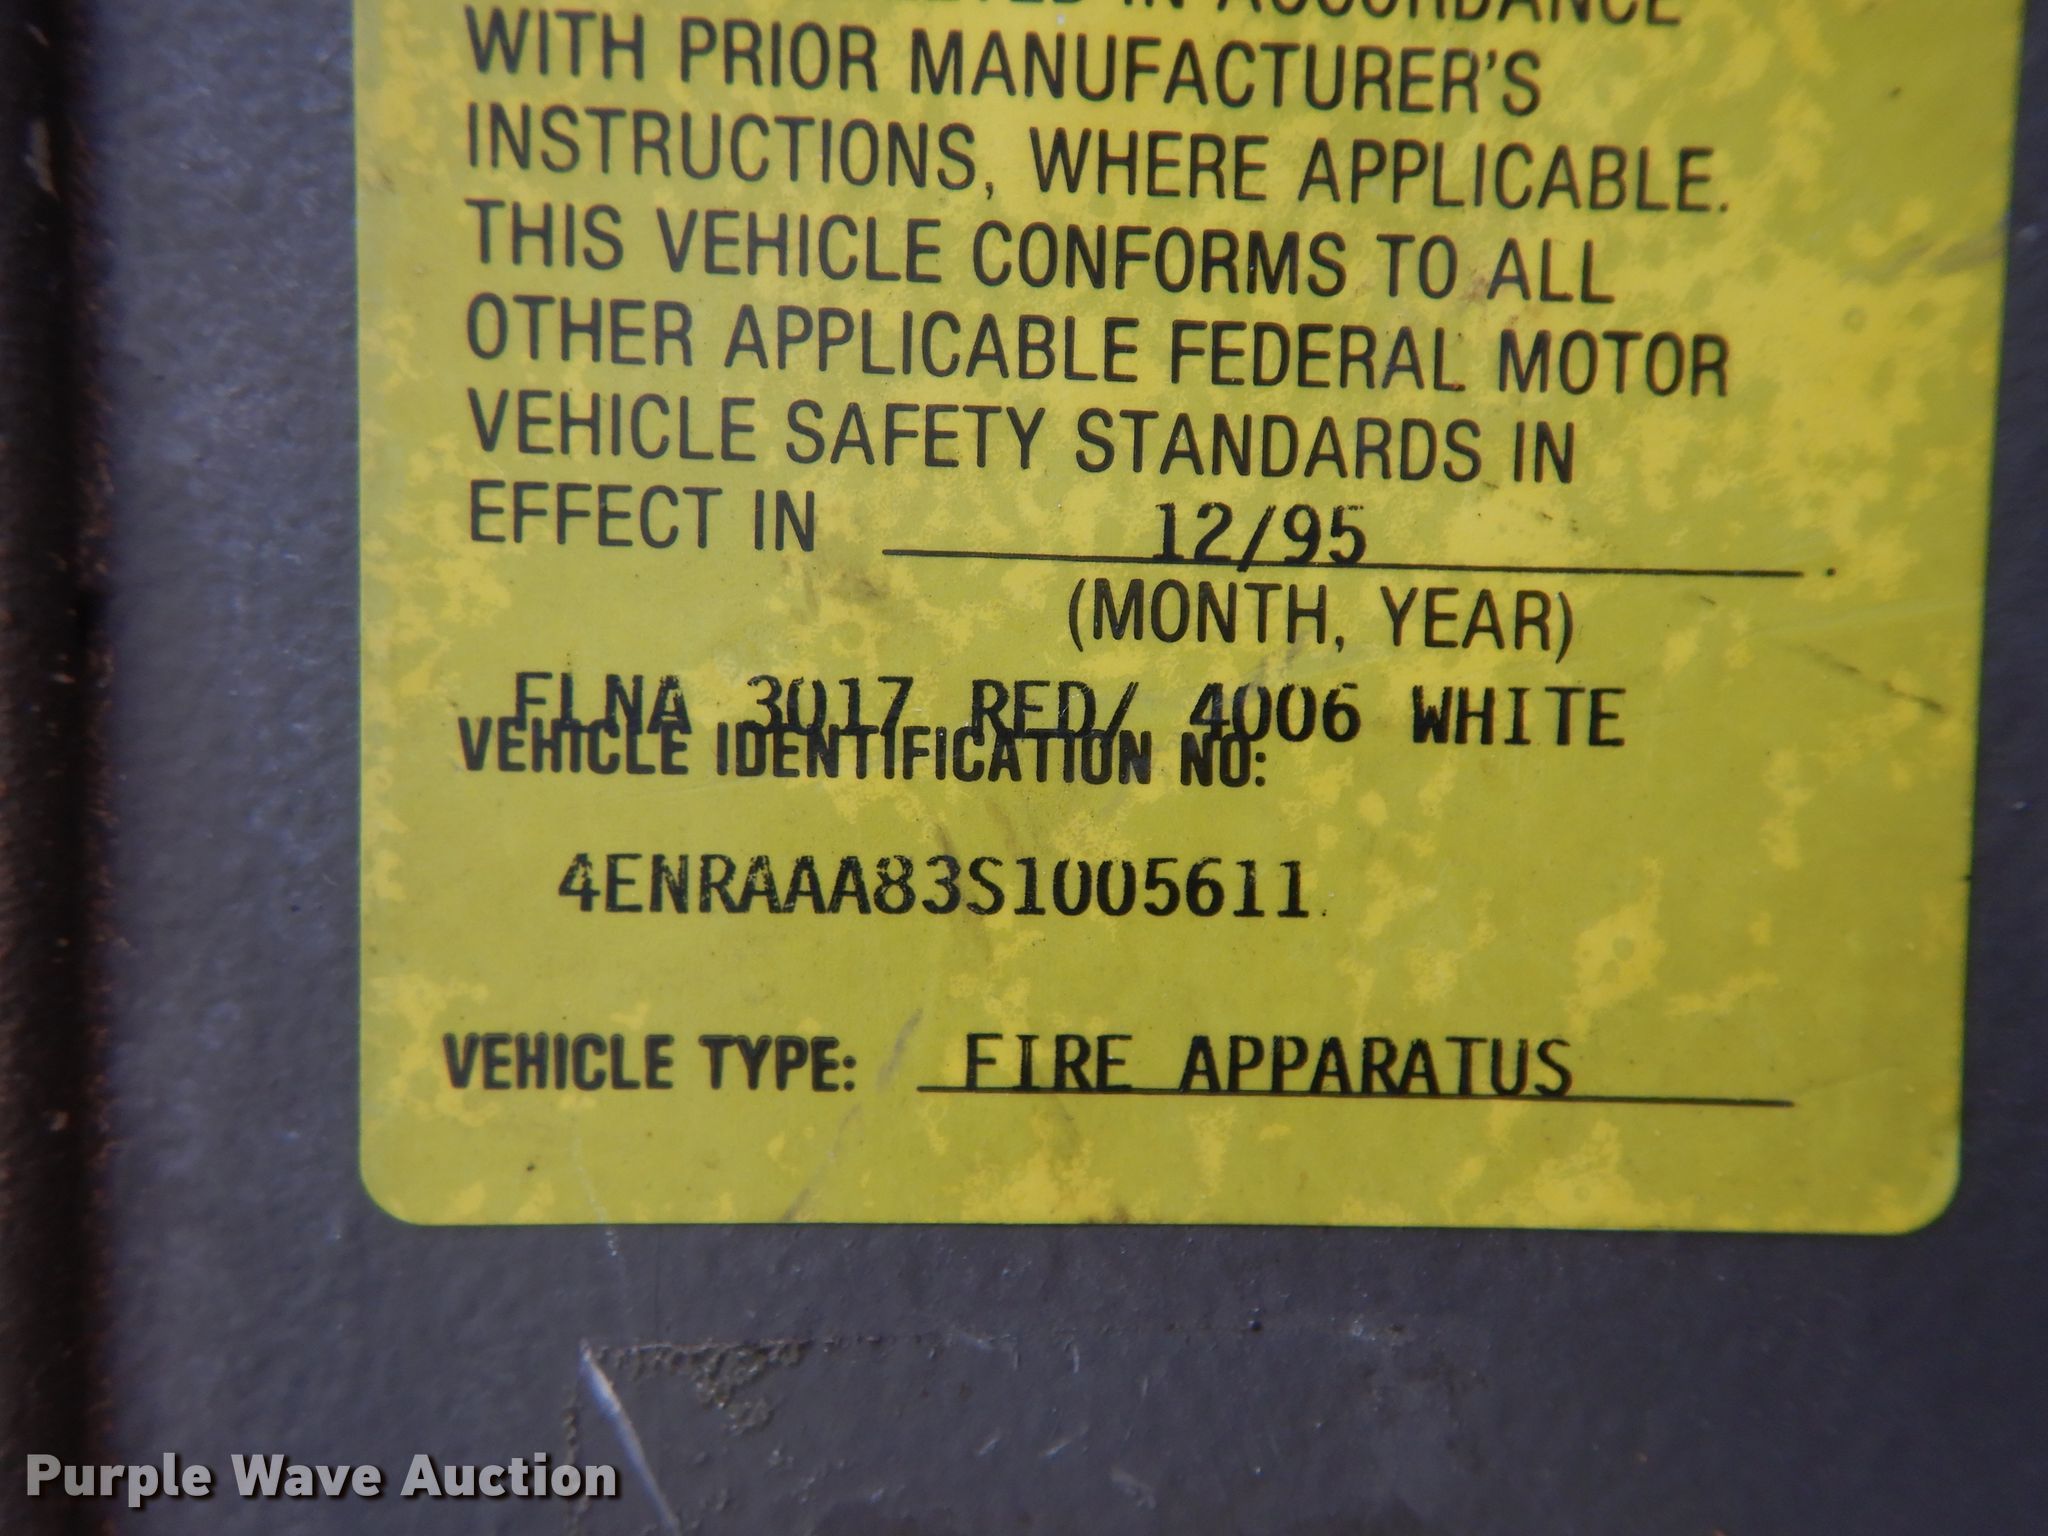 IN ACCORDANCE
WITH PRIOR MANUFACTURER'S
INSTRUCTIONS, WHERE APPLICABLE.
THIS VEHICLE CONFORMS TO ALL
OTHER APPLICABLE FEDERAL MOTOR
VEHICLE SAFETY STANDARDS IN
EFFECT IN 12/95.
(MONTH, YEAR)
FLNA 3017 RED/ 4006 WHITE
VEHICLE IDENTIFICATION NO:
4ENRAAA83S1005611
VEHICLE TYPE: FIRE APPARATUS
Purple Wave Auction